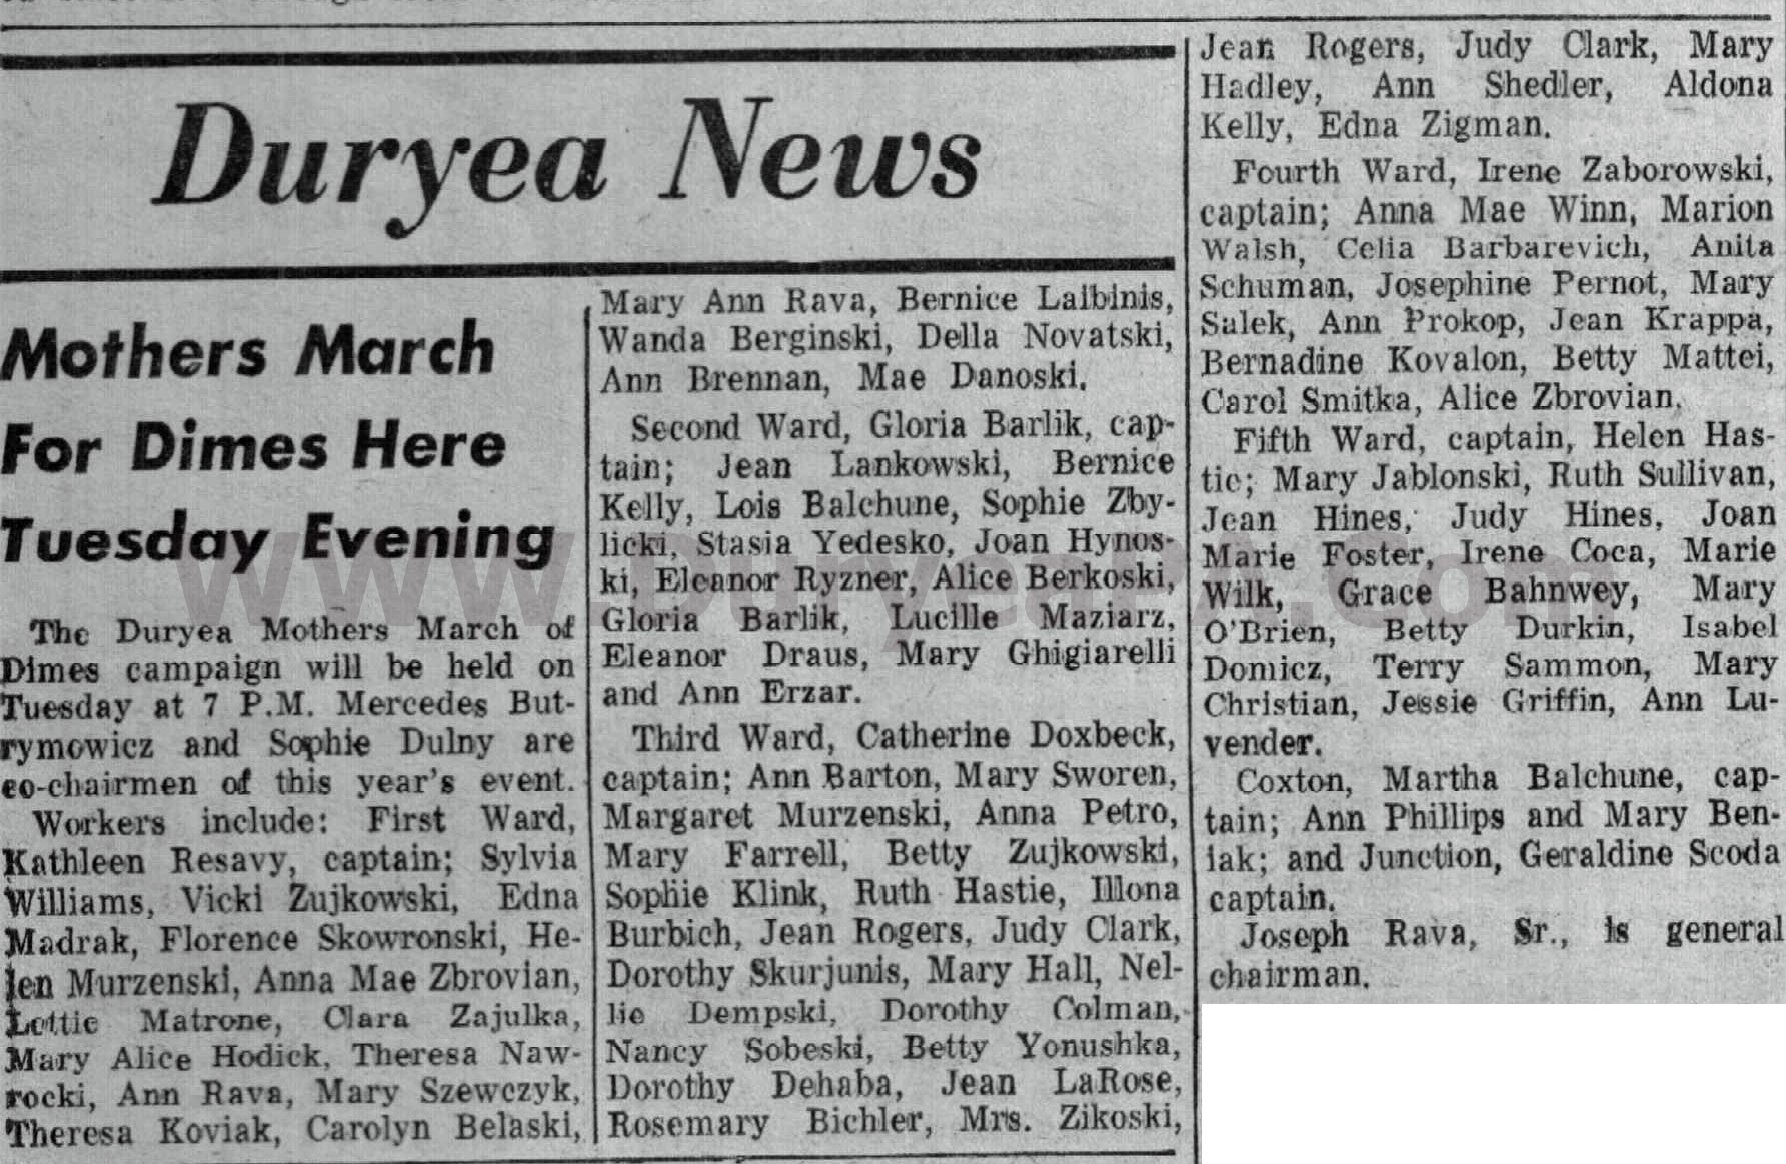 Duryea News
Mothers March
For Dimes Here
Tuesday Evening
The Duryea Mothers March of
Dimes campaign will be held on
Tuesday at 7 P.M. Mercedes But-
rymowicz and Sophie Dulny are
co-chairmen of this year's event.
Workers include: First Ward,
Kathleen Resavy, captain; Sylvia
Williams, Vicki Zujkowski, Edna
Madrak, Florence Skowronski, He-
len Murzenski, Anna Mae Zbrovian,
Lottie Matrone, Clara Zajulka,
Mary Alice Hodick, Theresa Naw-
rocki, Ann Rava, Mary Szewczyk,
Theresa Koviak, Carolyn Belaski,
Mary Ann Rava, Bernice Laibinis,
Wanda Berginski, Della Novatski,
Ann Brennan, Mae Danoski.
Second Ward, Gloria Barlik, cap-
tain; Jean Lankowski, Bernice
Kelly, Lois Balchune, Sophie Zby-
licki, Stasia Yedesko, Joan Hynos-
ki, Eleanor Ryzner, Alice Berkoski,
Gloria Barlik, Lucille Maziarz,
Eleanor Draus, Mary Ghigiarelli
and Ann Erzar.
Third Ward, Catherine Doxbeck,
captain; Ann Barton, Mary Sworen,
Margaret Murzenski, Anna Petro,
Mary Farrell, Betty Zujkowski,
Sophie Klink, Ruth Hastie, Illona
Burbich, Jean Rogers, Judy Clark,
Dorothy Skurjunis, Mary Hall, Nel-
lie Dempski, Dorothy Colman,
Nancy Sobeski, Betty Yonushka,
Dorothy Dehaba, Jean LaRose,
Rosemary Bichler, Mrs. Zikoski,
Jean Rogers, Judy Clark, Mary
Hadley, Ann Shedler, Aldona
Kelly, Edna Zigman.
Fourth Ward, Irene Zaborowski,
captain; Anna Mae Winn, Marion
Walsh, Celia Barbarevich, Anita
Schuman, Josephine Pernot, Mary
Salek, Ann Prokop, Jean Krappa,
Bernadine Kovalon, Betty Mattei,
Carol Smitka, Alice Zbrovian.
Fifth Ward, captain, Helen Has-
tic; Mary Jablonski, Ruth Sullivan,
Jean Hines, Judy Hines, Joan
Marie Foster, Irene Coca, Marie
Wilk, Grace Bahnwey, Mary
O'Brien, Betty Durkin, Isabel
Domicz, Terry Sammon, Mary
Christian, Jessie Griffin, Ann Lu-
vender.
Coxton, Martha Balchune, cap-
tain; Ann Phillips and Mary Ben-
iak; and Junction, Geraldine Scoda
captain.
Joseph Rava, Sr., is general
chairman.
www.DuryeaPA.com